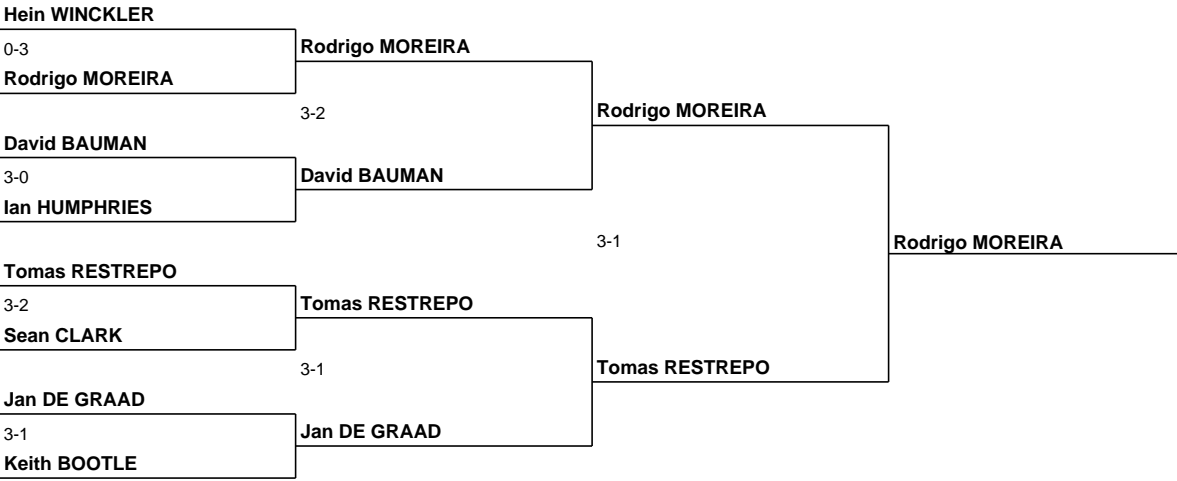 Hein WINCKLER
0-3
Rodrigo MOREIRA
Rodrigo MOREIRA
3-2
Rodrigo MOREIRA
David BAUMAN
3-0
David BAUMAN
Ian HUMPHRIES
3-1
Rodrigo MOREIRA
Tomas RESTREPO
3-2
Tomas RESTREPO
Sean CLARK
3-1
Tomas RESTREPO
Jan DE GRAAD
3-1
Jan DE GRAAD
Keith BOOTLE